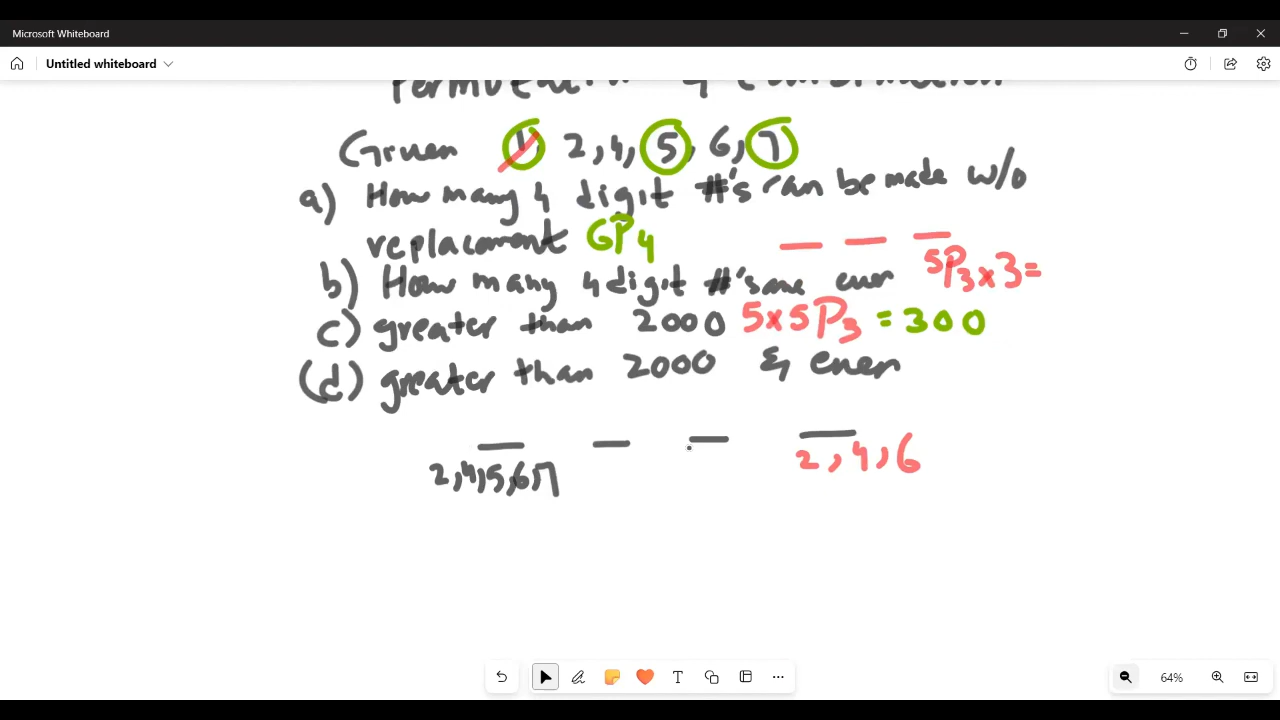 Microsoft Whiteboard
Untitled whiteboard
Given 1, 2, 4, 5, 6, 7
a) How many 4 digit #'s can be made w/o
replacement 6P4
b) How many 4 digit #'s are even 5P3 x 3 =
c) greater than 2000 5 x 5P3 = 300
(d) greater than 2000 & even
2, 4, 5, 6, 7
2, 4, 6
T
64%